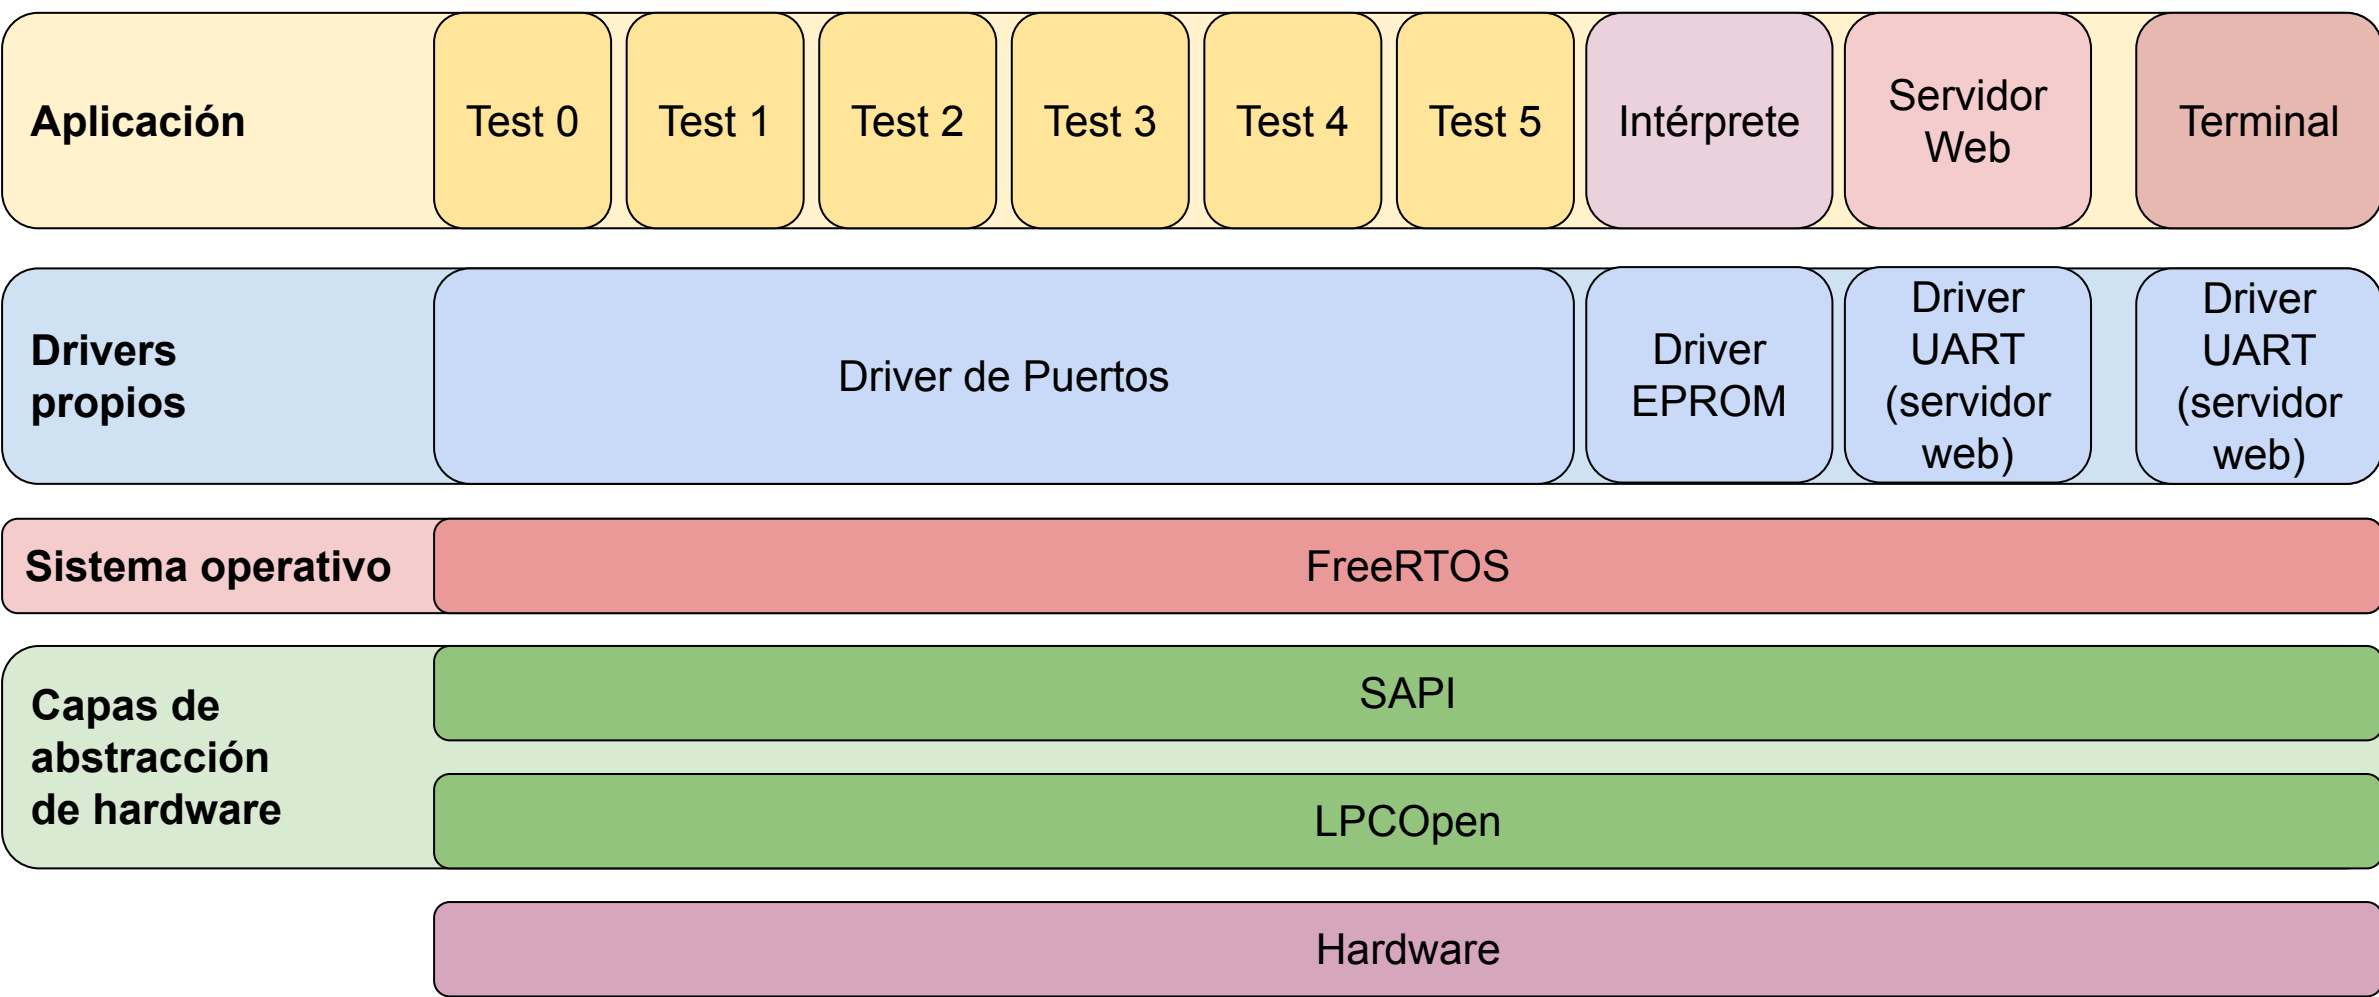 Aplicación
Test 0
Test 1
Test 2
Test 3
Test 4
Test 5
Intérprete
Servidor
Web
Terminal
Drivers
propios
Driver de Puertos
Driver
EPROM
Driver
UART
(servidor
web)
Driver
UART
(servidor
web)
Sistema operativo
FreeRTOS
Capas de
abstracción
de hardware
SAPI
LPCOpen
Hardware